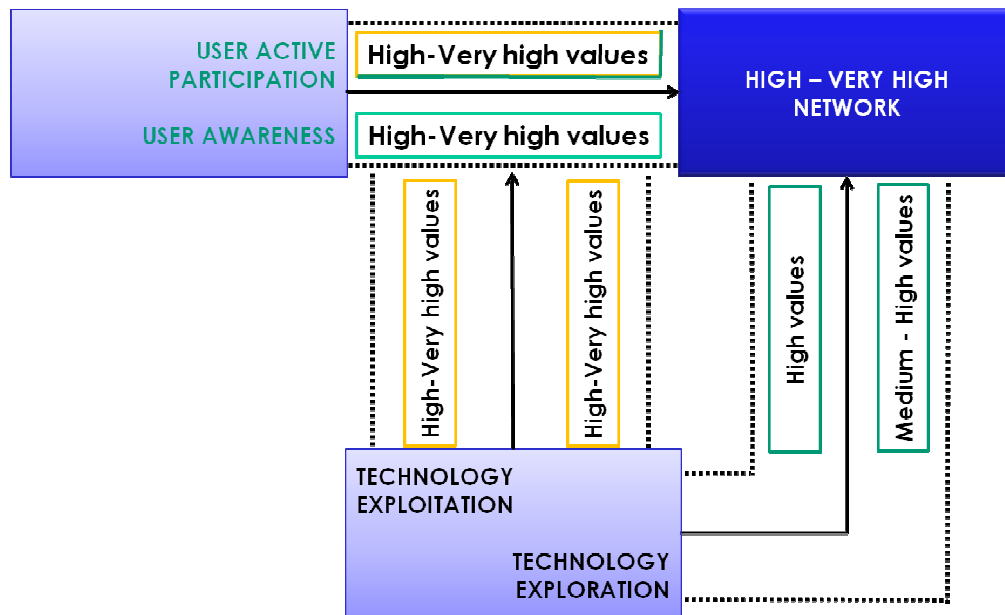 USER ACTIVE
PARTICIPATION
USER AWARENESS
High-Very high values
High-Very high values
HIGH – VERY HIGH
NETWORK
High-Very high values
High-Very high values
High values
Medium - High values
TECHNOLOGY
EXPLOITATION
TECHNOLOGY
EXPLORATION